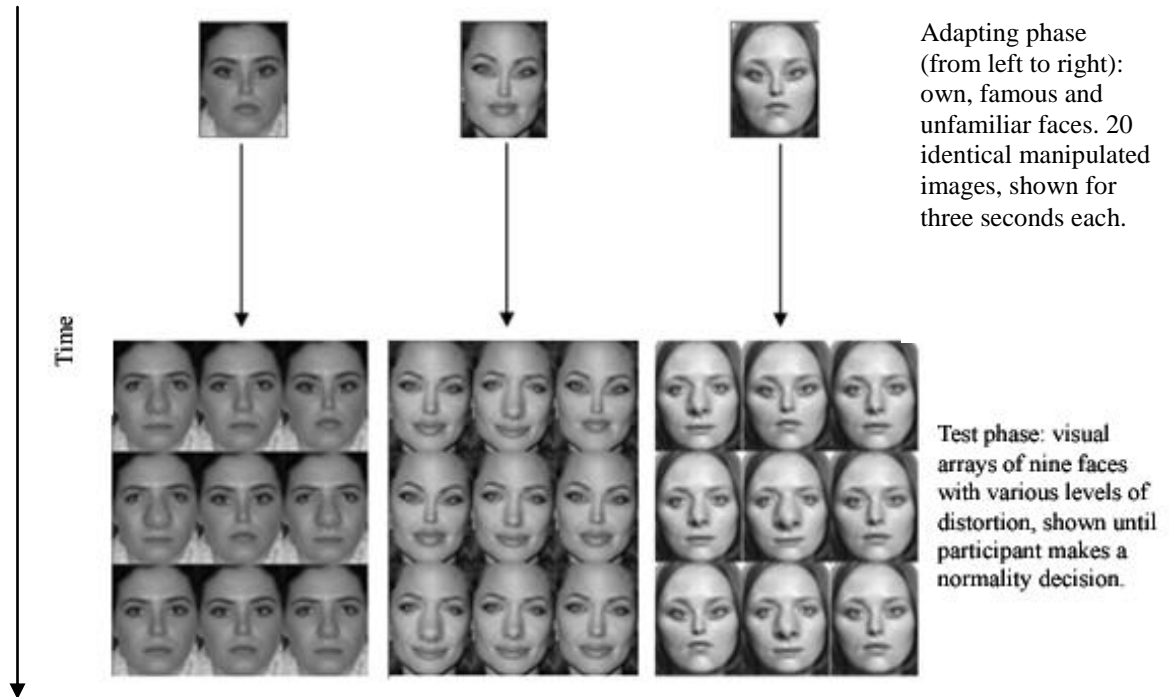 Adapting phase
(from left to right):
own, famous and
unfamiliar faces. 20
identical manipulated
images, shown for
three seconds each.
Time
Test phase: visual
arrays of nine faces
with various levels of
distortion, shown until
participant makes a
normality decision.